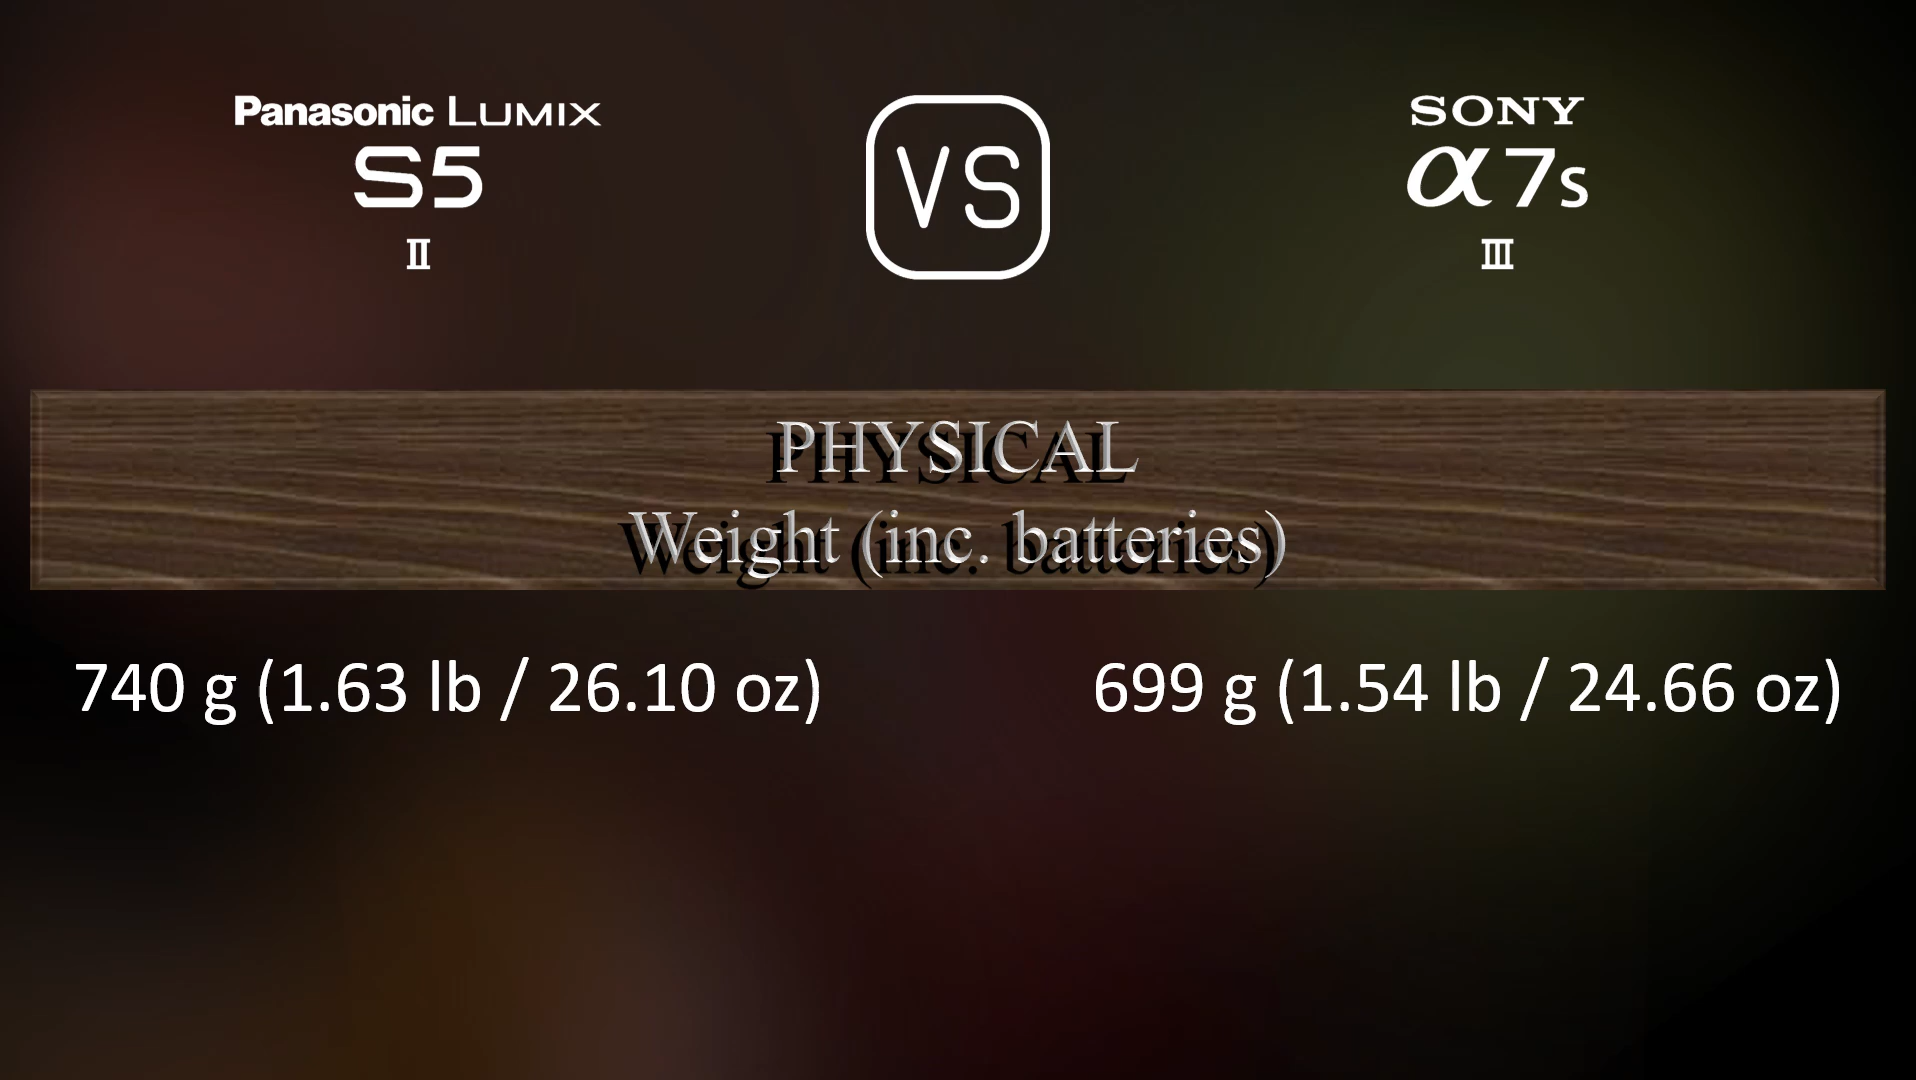 Panasonic LUMIX
S5
II
VS
SONY
α7s
III
PHYSICAL
Weight (inc. batteries)
740 g (1.63 lb / 26.10 oz)
699 g (1.54 lb / 24.66 oz)